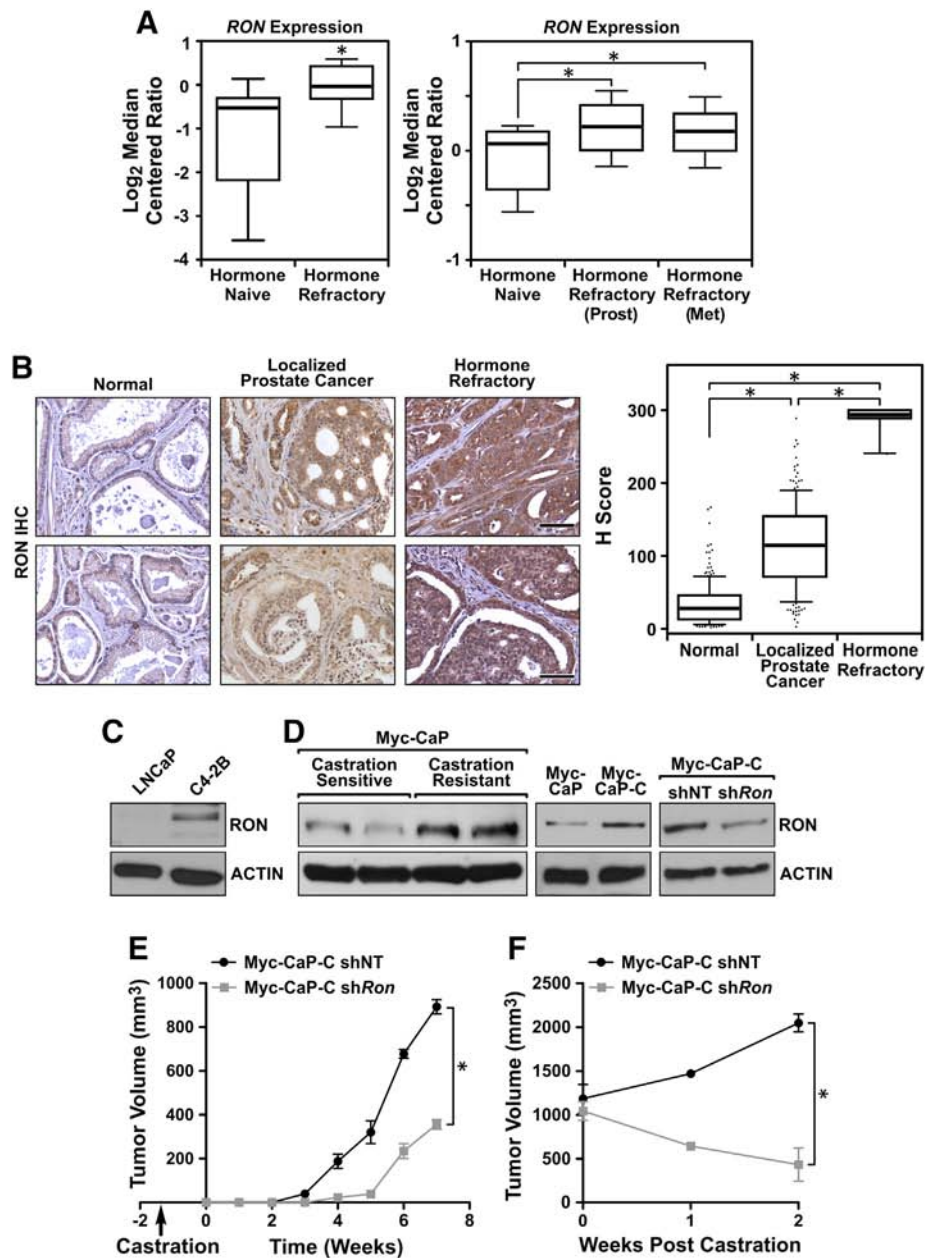 A
RON Expression
Log2 Median
Centered Ratio
1
0
-1
-2
-3
-4
*
Hormone
Naive
Hormone
Refractory
RON Expression
Log2 Median
Centered Ratio
1
0
-1
*
*
Hormone
Naive
Hormone
Refractory
(Prost)
Hormone
Refractory
(Met)
B
Normal
Localized
Prostate Cancer
Hormone
Refractory
RON IHC
H Score
300
200
100
0
*
*
*
Normal
Localized
Prostate
Cancer
Hormone
Refractory
C
LNCaP
C4-2B
RON
ACTIN
D
Myc-CaP
Castration
Sensitive
Castration
Resistant
Myc-
CaP
Myc-
CaP-C
Myc-CaP-C
shNT shRon
RON
ACTIN
E
Myc-CaP-C shNT
Myc-CaP-C shRon
Tumor Volume (mm3)
1000
800
600
400
200
*
-2 0 2 4 6 8
Castration
Time (Weeks)
F
Myc-CaP-C shNT
Myc-CaP-C shRon
Tumor Volume (mm3)
2500
2000
1500
1000
500
0
*
0 1 2
Weeks Post Castration